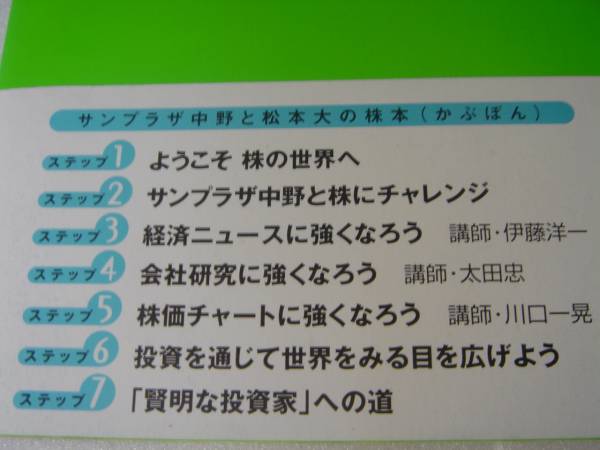 サンプラザ中野と松本大の株本(かぶぽん)
ステップ1 ようこそ 株の世界へ
ステップ2 サンプラザ中野と株にチャレンジ
ステップ3 経済ニュースに強くなろう 講師・伊藤洋一
ステップ4 会社研究に強くなろう 講師・太田忠
ステップ5 株価チャートに強くなろう 講師・川口一晃
ステップ6 投資を通じて世界をみる目を広げよう
ステップ7 「賢明な投資家」への道